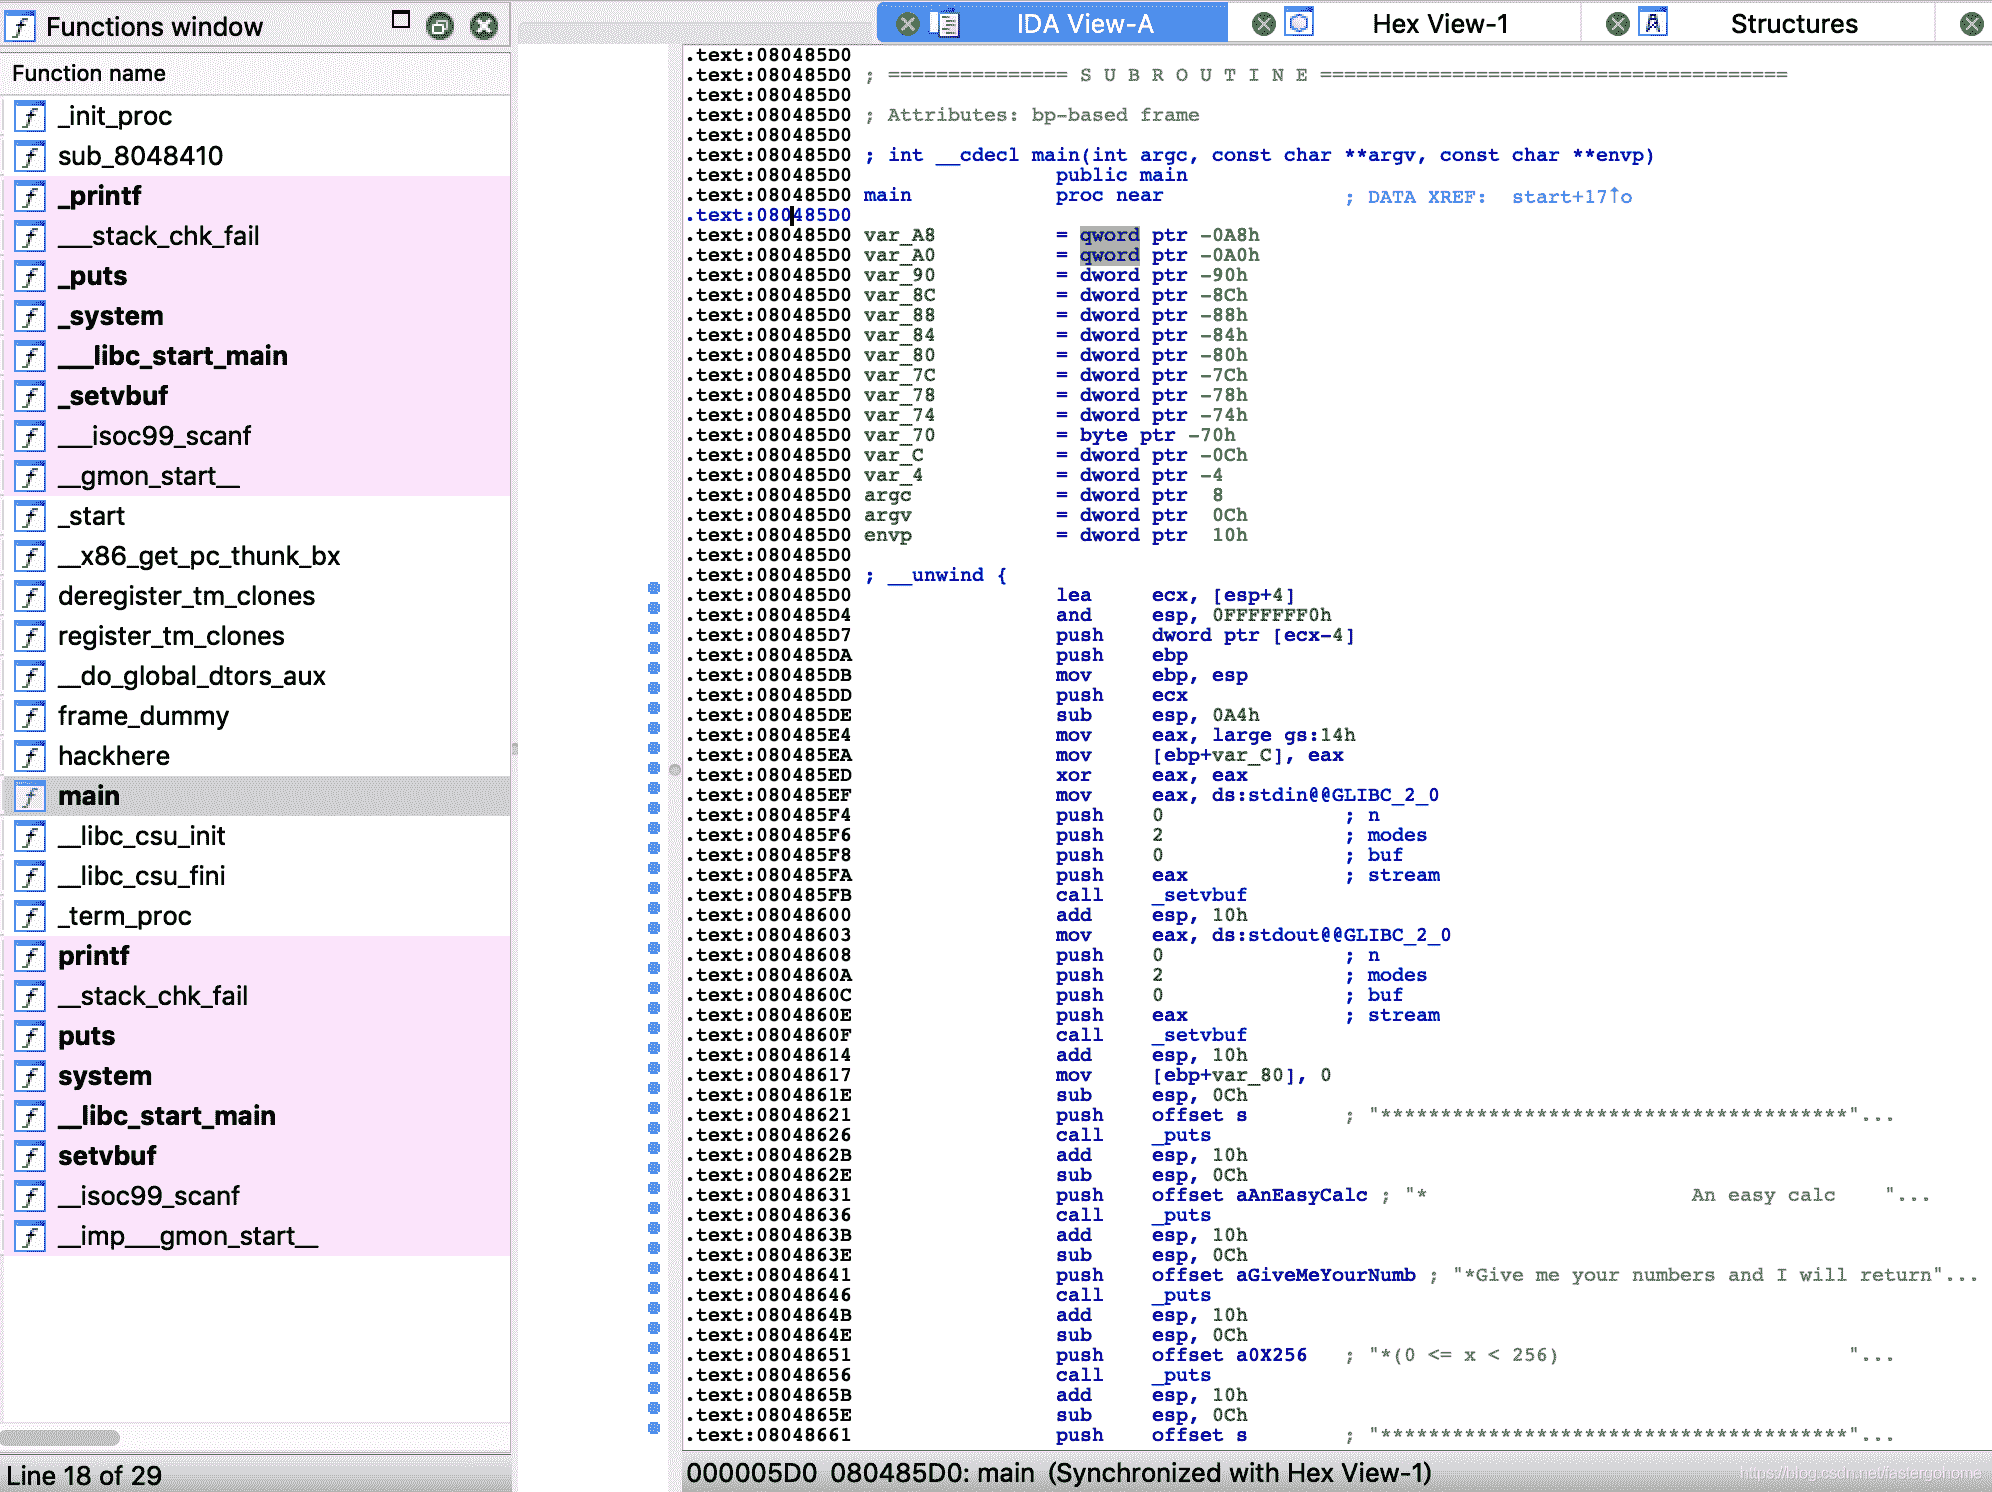 Functions window
Function name
_init_proc
sub_8048410
_printf
___stack_chk_fail
_puts
_system
___libc_start_main
_setvbuf
___isoc99_scanf
__gmon_start__
_start
__x86_get_pc_thunk_bx
deregister_tm_clones
register_tm_clones
__do_global_dtors_aux
frame_dummy
hackhere
main
__libc_csu_init
__libc_csu_fini
_term_proc
printf
__stack_chk_fail
puts
system
__libc_start_main
setvbuf
__isoc99_scanf
__imp___gmon_start__
Line 18 of 29
IDA View-A
Hex View-1
Structures
.text:080485D0
.text:080485D0 ; =============== S U B R O U T I N E =======================================
.text:080485D0
.text:080485D0 ; Attributes: bp-based frame
.text:080485D0
.text:080485D0 ; int __cdecl main(int argc, const char **argv, const char **envp)
.text:080485D0 public main
.text:080485D0 main proc near ; DATA XREF: start+17↑o
.text:080485D0
.text:080485D0 var_A8 = qword ptr -0A8h
.text:080485D0 var_A0 = qword ptr -0A0h
.text:080485D0 var_90 = dword ptr -90h
.text:080485D0 var_8C = dword ptr -8Ch
.text:080485D0 var_88 = dword ptr -88h
.text:080485D0 var_84 = dword ptr -84h
.text:080485D0 var_80 = dword ptr -80h
.text:080485D0 var_7C = dword ptr -7Ch
.text:080485D0 var_78 = dword ptr -78h
.text:080485D0 var_74 = dword ptr -74h
.text:080485D0 var_70 = byte ptr -70h
.text:080485D0 var_C = dword ptr -0Ch
.text:080485D0 var_4 = dword ptr -4
.text:080485D0 argc = dword ptr 8
.text:080485D0 argv = dword ptr 0Ch
.text:080485D0 envp = dword ptr 10h
.text:080485D0
.text:080485D0 ; __unwind {
.text:080485D0 lea ecx, [esp+4]
.text:080485D4 and esp, 0FFFFFFF0h
.text:080485D7 push dword ptr [ecx-4]
.text:080485DA push ebp
.text:080485DB mov ebp, esp
.text:080485DD push ecx
.text:080485DE sub esp, 0A4h
.text:080485E4 mov eax, large gs:14h
.text:080485EA mov [ebp+var_C], eax
.text:080485ED xor eax, eax
.text:080485EF mov eax, ds:stdin@@GLIBC_2_0
.text:080485F4 push 0 ; n
.text:080485F6 push 2 ; modes
.text:080485F8 push 0 ; buf
.text:080485FA push eax ; stream
.text:080485FB call _setvbuf
.text:08048600 add esp, 10h
.text:08048603 mov eax, ds:stdout@@GLIBC_2_0
.text:08048608 push 0 ; n
.text:0804860A push 2 ; modes
.text:0804860C push 0 ; buf
.text:0804860E push eax ; stream
.text:0804860F call _setvbuf
.text:08048614 add esp, 10h
.text:08048617 mov [ebp+var_80], 0
.text:0804861E sub esp, 0Ch
.text:08048621 push offset s ; "***************************************"...
.text:08048626 call _puts
.text:0804862B add esp, 10h
.text:0804862E sub esp, 0Ch
.text:08048631 push offset aAnEasyCalc ; "* An easy calc "...
.text:08048636 call _puts
.text:0804863B add esp, 10h
.text:0804863E sub esp, 0Ch
.text:08048641 push offset aGiveMeYourNumb ; "*Give me your numbers and I will return"...
.text:08048646 call _puts
.text:0804864B add esp, 10h
.text:0804864E sub esp, 0Ch
.text:08048651 push offset a0X256 ; "*(0 <= x < 256) "...
.text:08048656 call _puts
.text:0804865B add esp, 10h
.text:0804865E sub esp, 0Ch
.text:08048661 push offset s ; "***************************************"...
000005D0 080485D0: main (Synchronized with Hex View-1)
https://blog.csdn.net/fastergohome